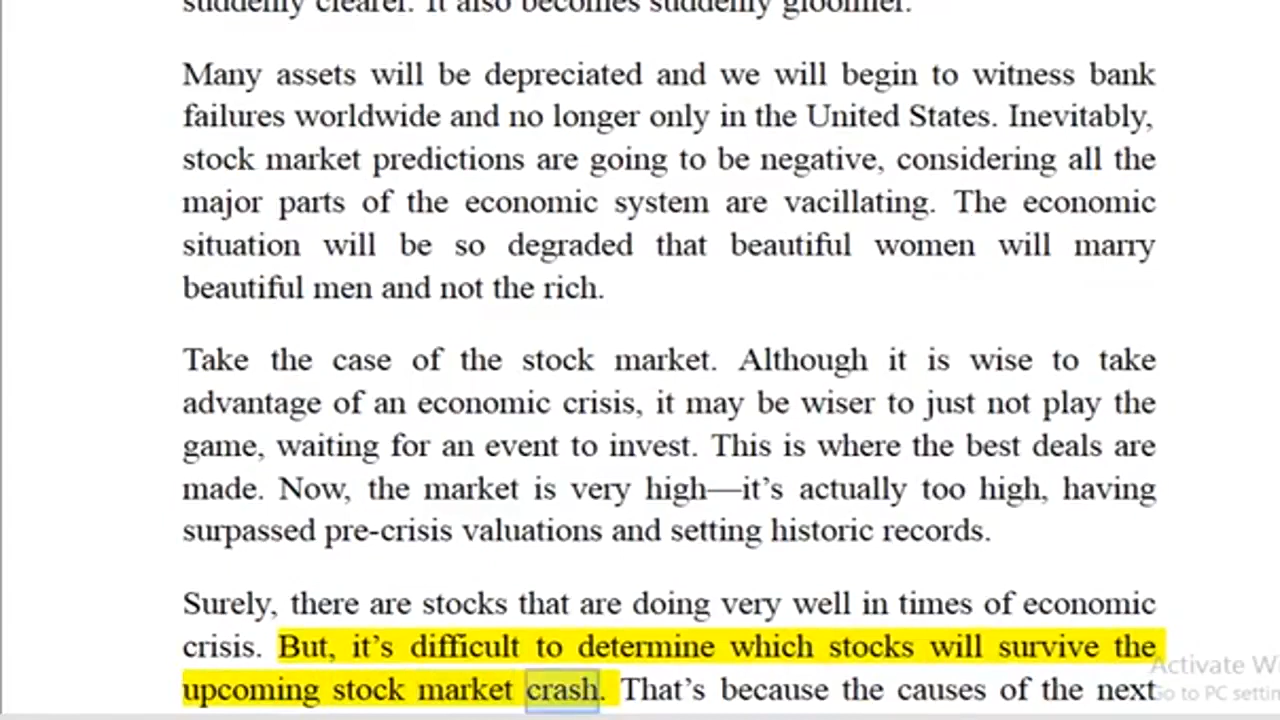 suddenly clearer. It also becomes suddenly gloomier.
Many assets will be depreciated and we will begin to witness bank
failures worldwide and no longer only in the United States. Inevitably,
stock market predictions are going to be negative, considering all the
major parts of the economic system are vacillating. The economic
situation will be so degraded that beautiful women will marry
beautiful men and not the rich.
Take the case of the stock market. Although it is wise to take
advantage of an economic crisis, it may be wiser to just not play the
game, waiting for an event to invest. This is where the best deals are
made. Now, the market is very high—it’s actually too high, having
surpassed pre-crisis valuations and setting historic records.
Surely, there are stocks that are doing very well in times of economic
crisis. But, it’s difficult to determine which stocks will survive the
upcoming stock market crash. That’s because the causes of the next
Activate Wi
Go to PC settin